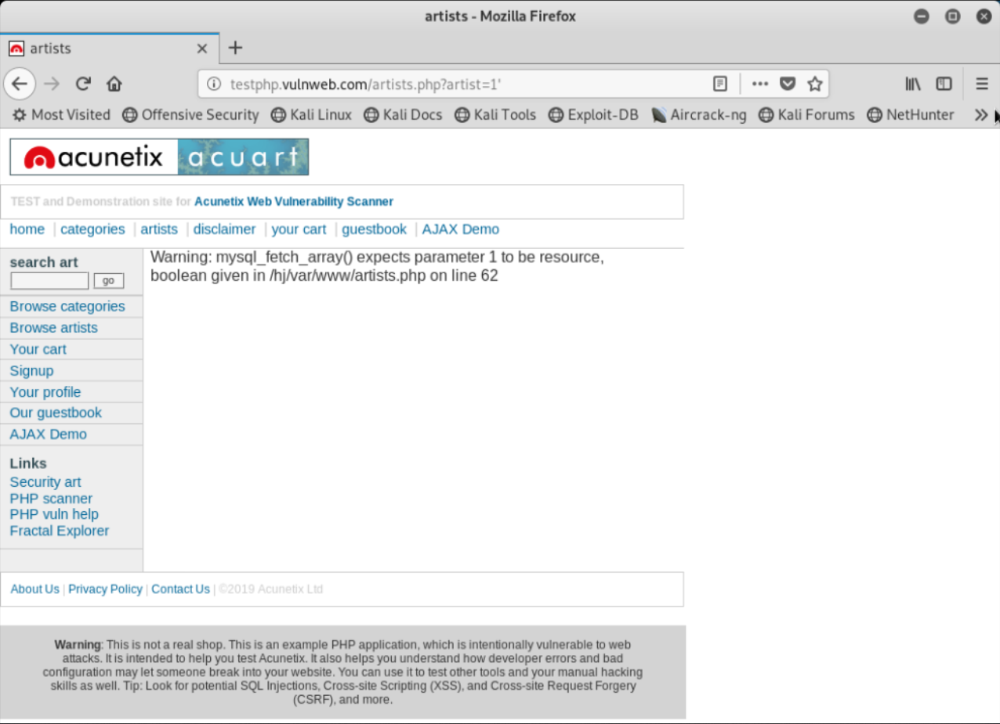 artists - Mozilla Firefox
artists
testphp.vulnweb.com/artists.php?artist=1'
Most Visited Offensive Security Kali Linux Kali Docs Kali Tools Exploit-DB Aircrack-ng Kali Forums NetHunter
acunetix acuart
TEST and Demonstration site for Acunetix Web Vulnerability Scanner
home | categories | artists | disclaimer | your cart | guestbook | AJAX Demo
search art
go
Browse categories
Browse artists
Your cart
Signup
Your profile
Our guestbook
AJAX Demo
Links
Security art
PHP scanner
PHP vuln help
Fractal Explorer
Warning: mysql_fetch_array() expects parameter 1 to be resource,
boolean given in /hj/var/www/artists.php on line 62
About Us | Privacy Policy | Contact Us | ©2019 Acunetix Ltd
Warning: This is not a real shop. This is an example PHP application, which is intentionally vulnerable to web
attacks. It is intended to help you test Acunetix. It also helps you understand how developer errors and bad
configuration may let someone break into your website. You can use it to test other tools and your manual hacking
skills as well. Tip: Look for potential SQL Injections, Cross-site Scripting (XSS), and Cross-site Request Forgery
(CSRF), and more.